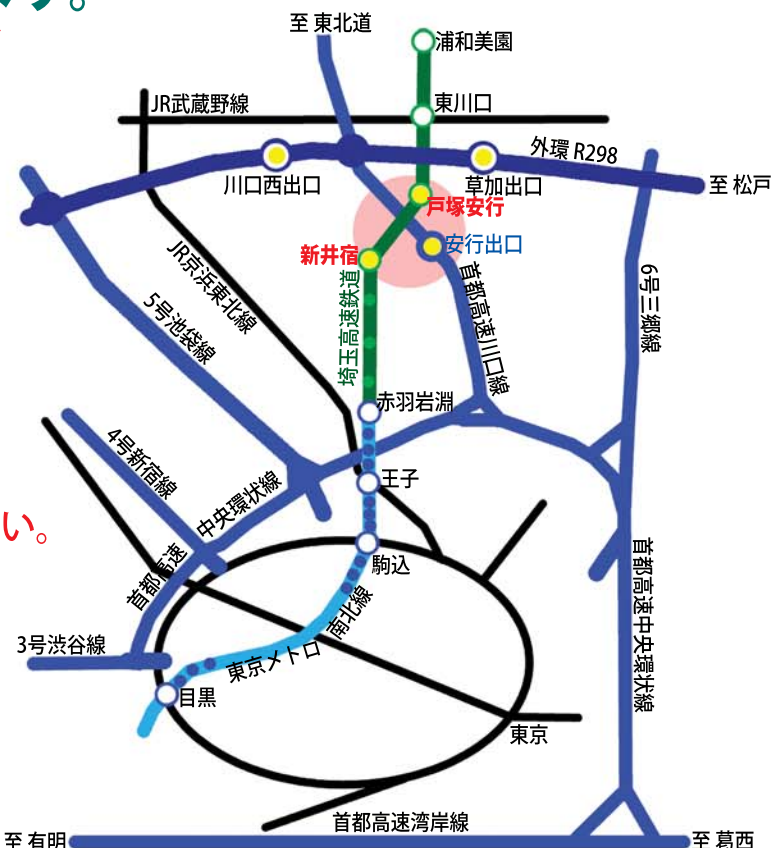 す。
至 東北道
浦和美園
JR武蔵野線
東川口
外環 R298
川口西出口
草加出口
至 松戸
戸塚安行
新井宿
安行出口
JR京浜東北線
埼玉高速鉄道
首都高速川口線
6号三郷線
5号池袋線
赤羽岩淵
4号新宿線
中央環状線
王子
い。
首都高速
駒込
首都高速中央環状線
南北線
3号渋谷線
東京メトロ
目黒
東京
首都高速湾岸線
至 有明
至 葛西